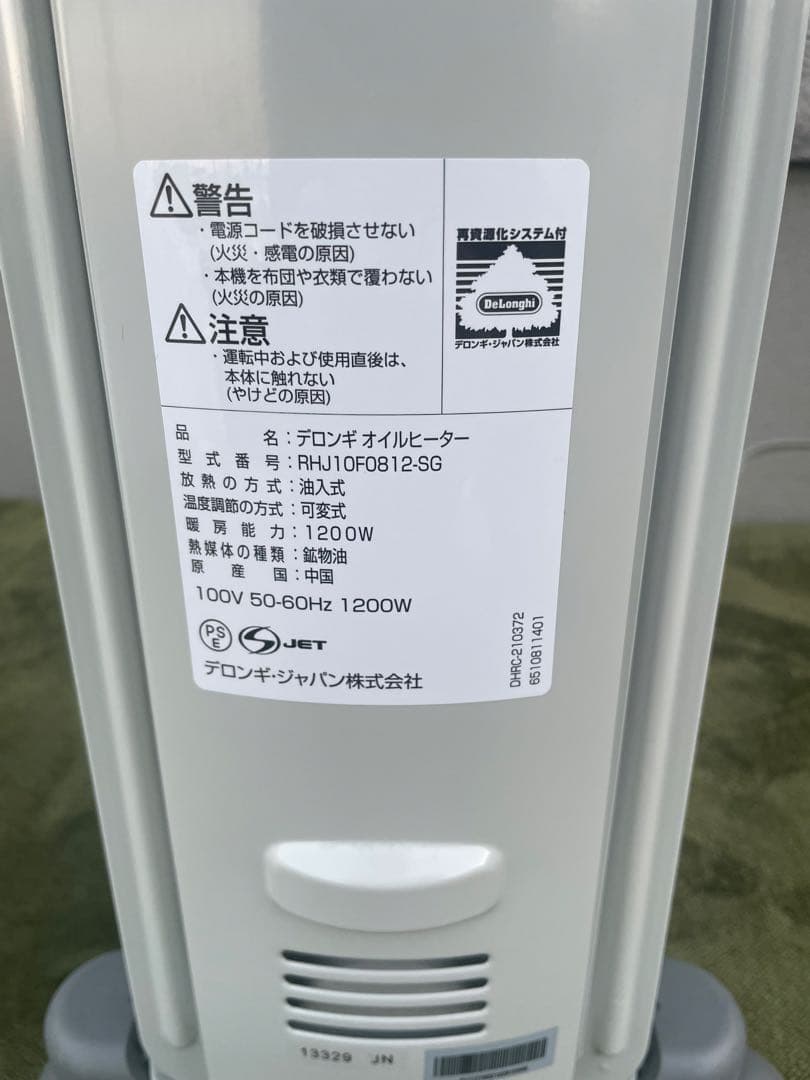 警告
・電源コードを破損させない
(火災・感電の原因)
・本機を布団や衣類で覆わない
(火災の原因)
注意
・運転中および使用直後は、
本体に触れない
(やけどの原因)
再資源化システム付
DeLonghi
デロンギ・ジャパン株式会社
品名：デロンギ オイルヒーター
型式番号：RHJ10F0812-SG
放熱の方式：油入式
温度調節の方式：可変式
暖房能力：1200W
熱媒体の種類：鉱物油
原産国：中国
100V 50-60Hz 1200W
PSE
S JET
デロンギ・ジャパン株式会社
DHRC-210372
6510811401
13329 JN